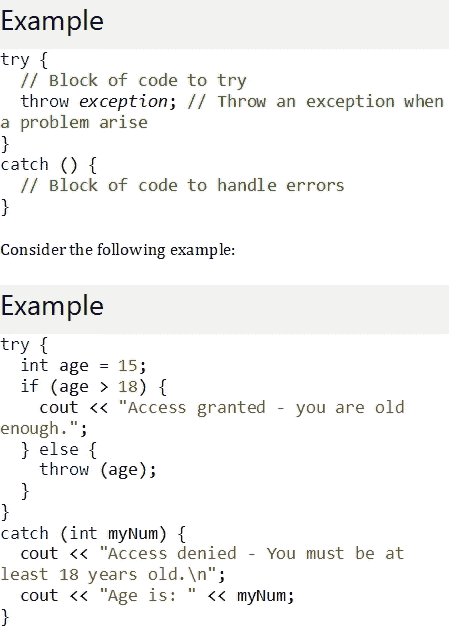 Example
try {
  // Block of code to try
  throw exception; // Throw an exception when
a problem arise
}
catch () {
  // Block of code to handle errors
}
Consider the following example:
Example
try {
  int age = 15;
  if (age > 18) {
    cout << "Access granted - you are old
enough.";
  } else {
    throw (age);
  }
}
catch (int myNum) {
  cout << "Access denied - You must be at
least 18 years old.\n";
  cout << "Age is: " << myNum;
}